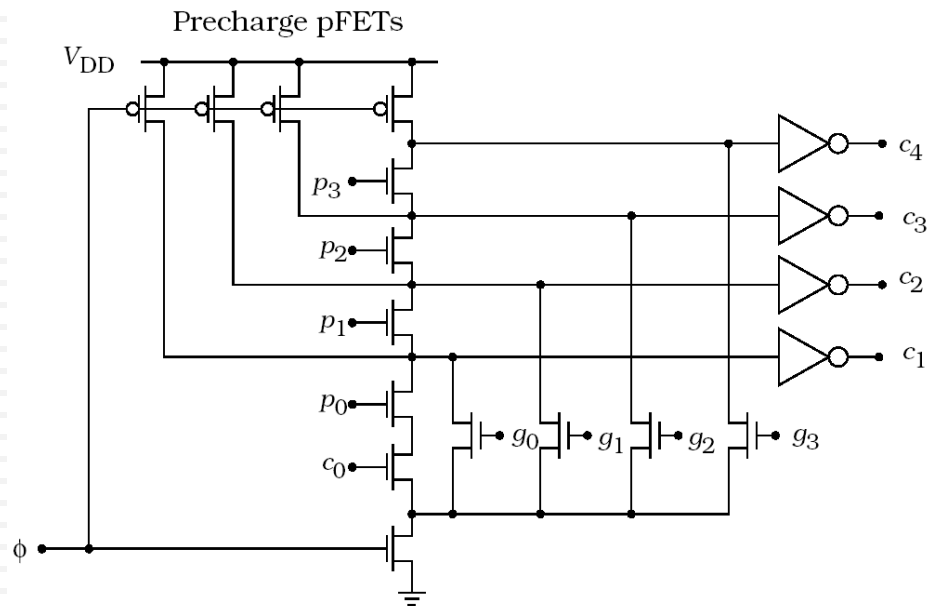 Precharge pFETs
V_DD
c_4
p_3
c_3
p_2
c_2
p_1
c_1
p_0
g_0 g_1 g_2 g_3
c_0
ϕ